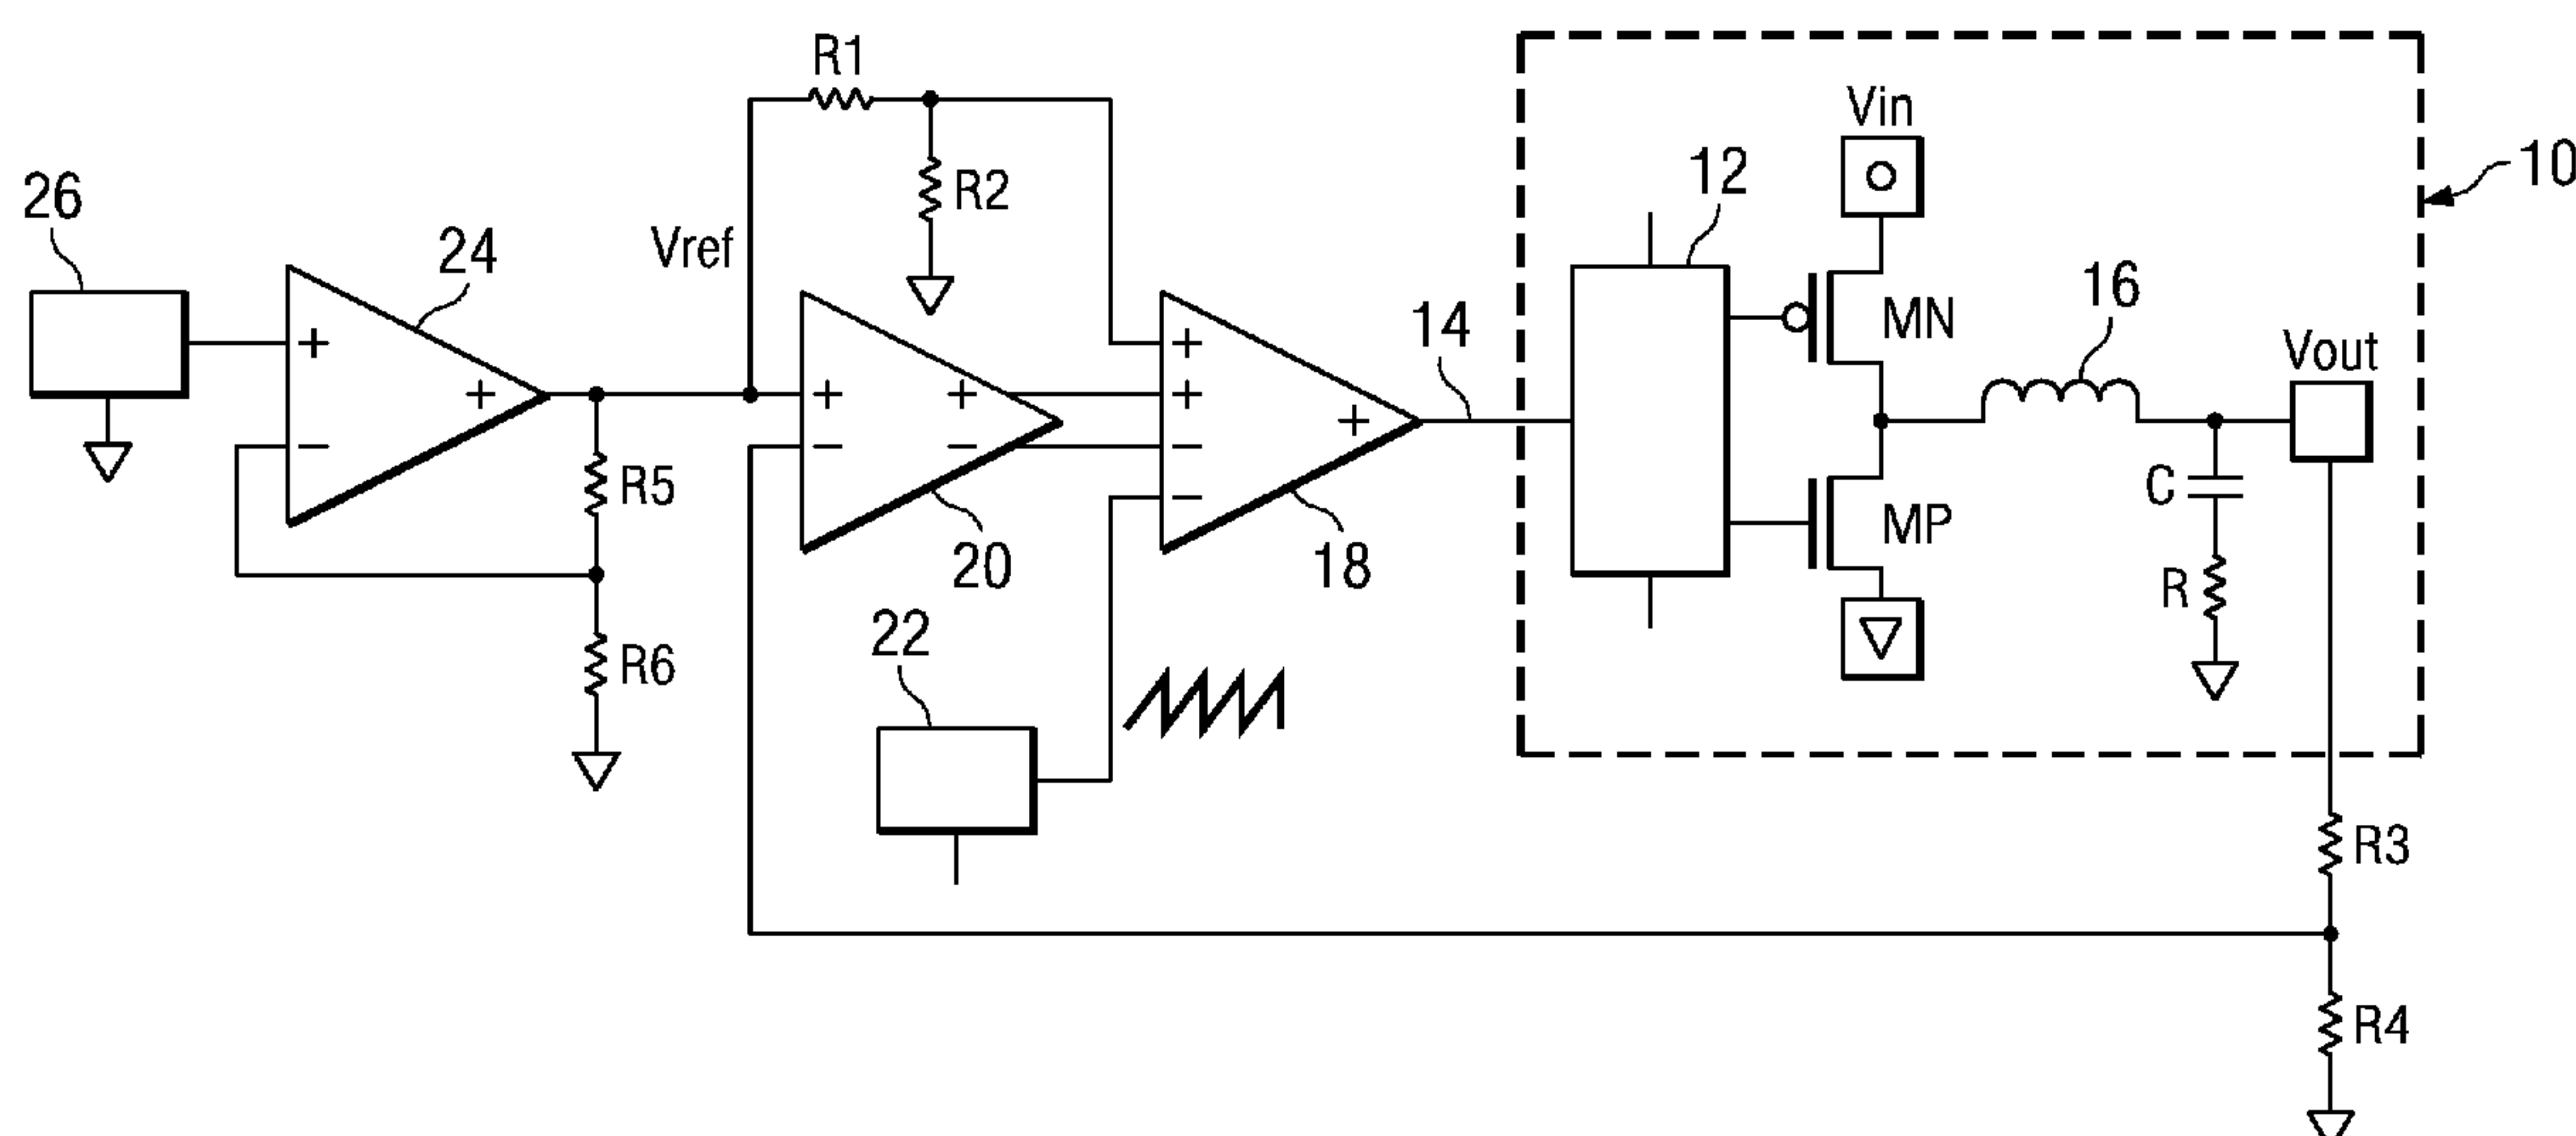 R1
Vin
10
12
26
R2
24
Vref
16
14
MN
Vout
+
+
+
+
+
+
+
+
−
−
−
−
−
R5
C
MP
20
18
R
22
R6
R3
R4